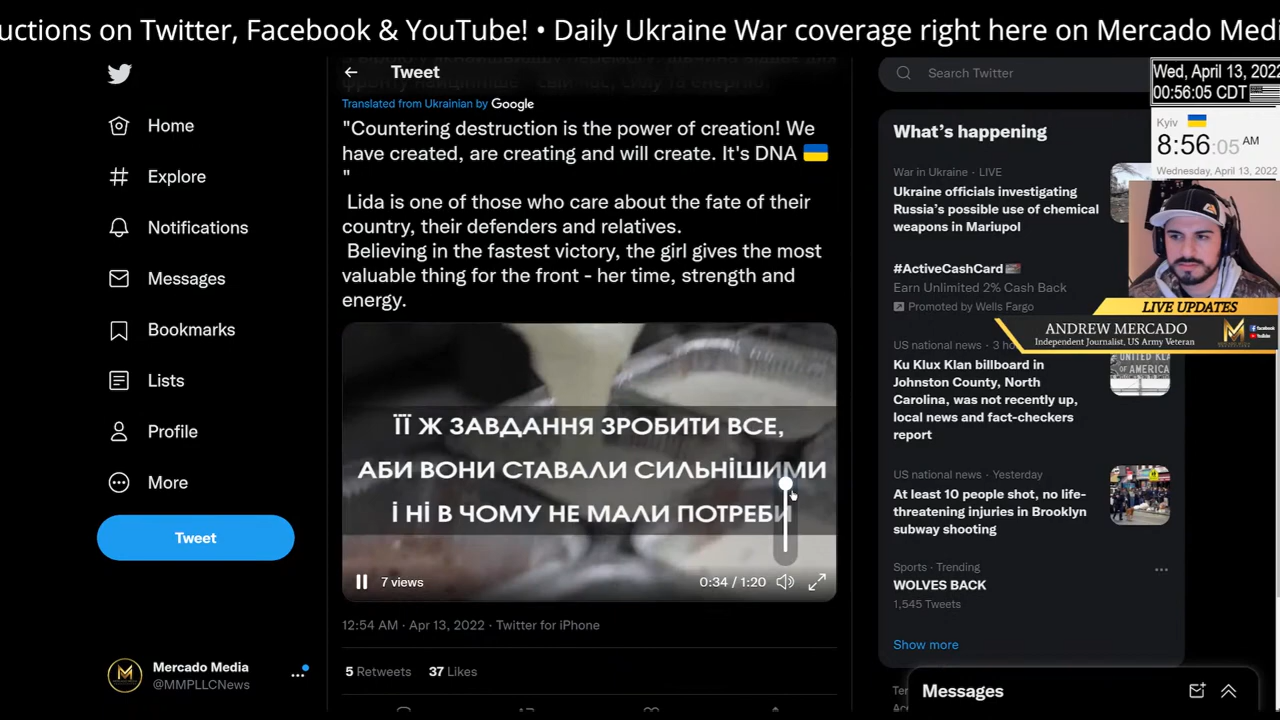 uctions on Twitter, Facebook & YouTube! • Daily Ukraine War coverage right here on Mercado Medi
Home
Explore
Notifications
Messages
Bookmarks
Lists
Profile
More
Tweet
Mercado Media
@MMPLLCNews
Tweet
Translated from Ukrainian by Google
"Countering destruction is the power of creation! We
have created, are creating and will create. It's DNA 🇺🇦
"
Lida is one of those who care about the fate of their
country, their defenders and relatives.
Believing in the fastest victory, the girl gives the most
valuable thing for the front - her time, strength and
energy.
ЇЇ Ж ЗАВДАННЯ ЗРОБИТИ ВСЕ,
АБИ ВОНИ СТАВАЛИ СИЛЬНІШИМИ
І НІ В ЧОМУ НЕ МАЛИ ПОТРЕБИ
7 views
0:34 / 1:20
12:54 AM · Apr 13, 2022 · Twitter for iPhone
5 Retweets 37 Likes
Search Twitter
What's happening
War in Ukraine · LIVE
Ukraine officials investigating
Russia's possible use of chemical
weapons in Mariupol
#ActiveCashCard
Earn Unlimited 2% Cash Back
Promoted by Wells Fargo
US national news · 3 ho
Ku Klux Klan billboard in
Johnston County, North
Carolina, was not recently up,
local news and fact-checkers
report
UNITED KL
OF AMERICA
US national news · Yesterday
At least 10 people shot, no life-
threatening injuries in Brooklyn
subway shooting
Sports · Trending
WOLVES BACK
1,545 Tweets
Show more
Messages
Wed, April 13, 2022
00:56:05 CDT
Kyiv
8:56:05 AM
Wednesday, April 13, 2022
LIVE UPDATES
ANDREW MERCADO
Independent Journalist, US Army Veteran